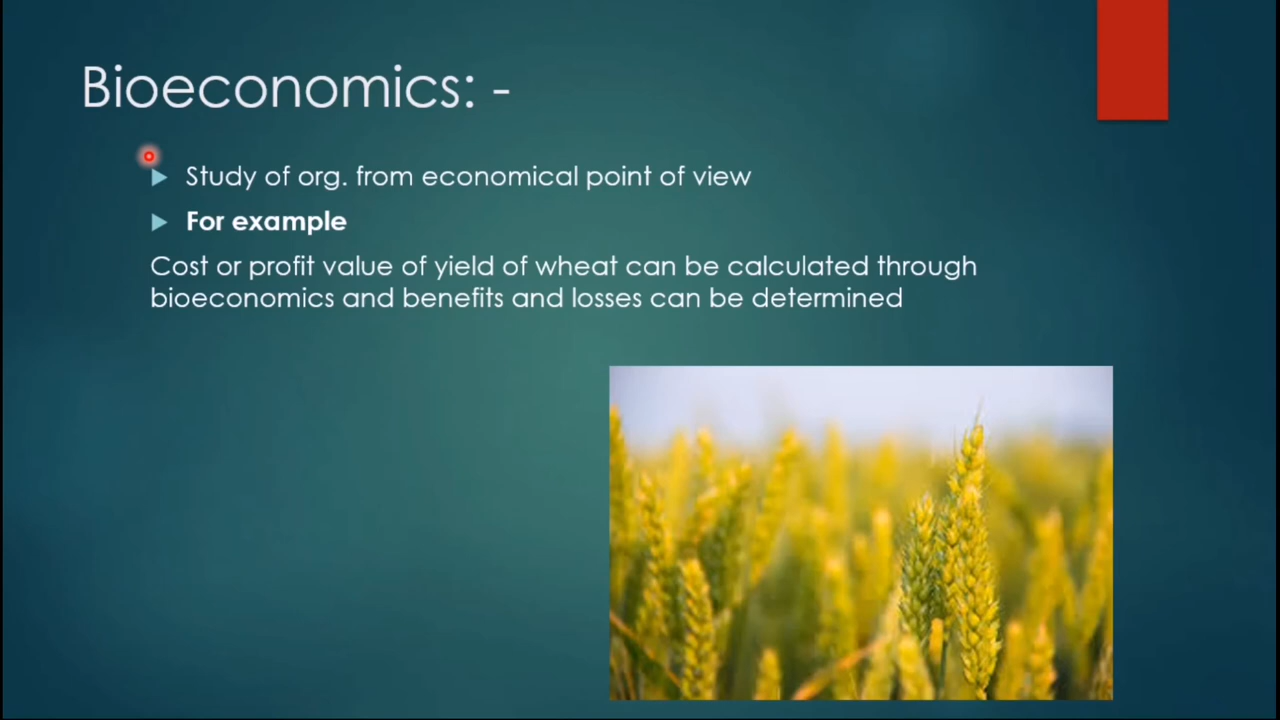 Bioeconomics: -
Study of org. from economical point of view
For example
Cost or profit value of yield of wheat can be calculated through
bioeconomics and benefits and losses can be determined